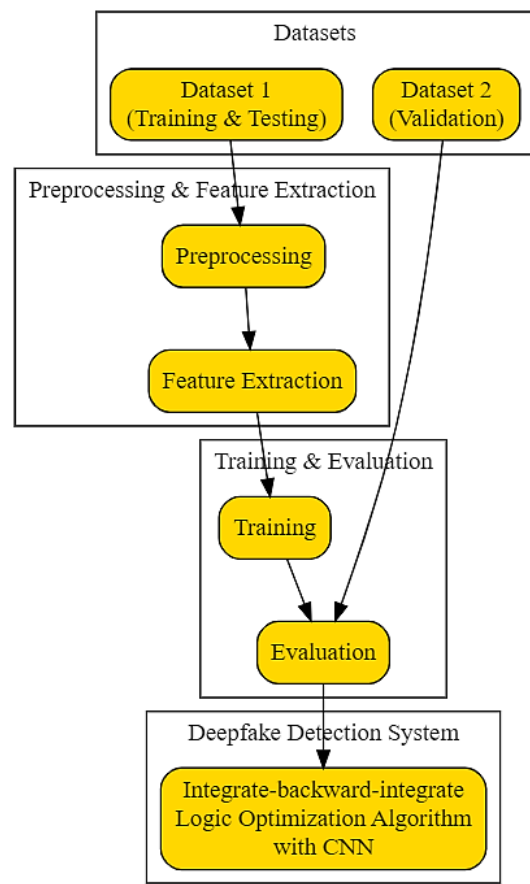 Datasets
Dataset 1
(Training & Testing)
Dataset 2
(Validation)
Preprocessing & Feature Extraction
Preprocessing
Feature Extraction
Training & Evaluation
Training
Evaluation
Deepfake Detection System
Integrate-backward-integrate
Logic Optimization Algorithm
with CNN